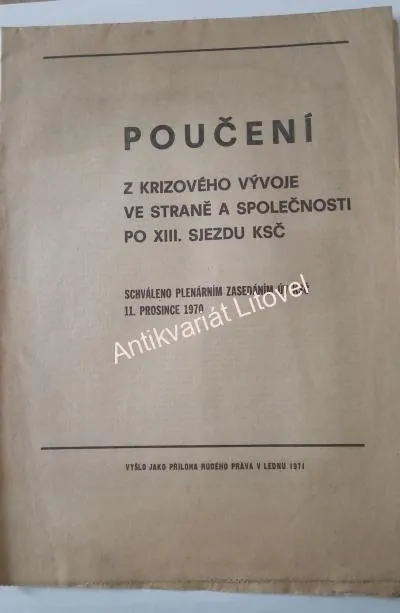 POUČENÍ
Z KRIZOVÉHO VÝVOJE
VE STRANĚ A SPOLEČNOSTI
PO XIII. SJEZDU KSČ
SCHVÁLENO PLENÁRNÍM ZASEDÁNÍM
11. PROSINCE 1970
Antikvariát Litovel
VYŠLO JAKO PŘÍLOHA RUDÉHO PRÁVA V LEDNU 1971